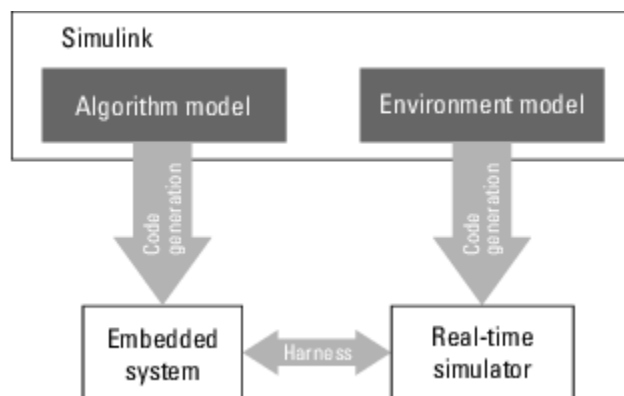 Simulink
Algorithm model
Environment model
Code
generation
Code
generation
Embedded
system
Harness
Real-time
simulator